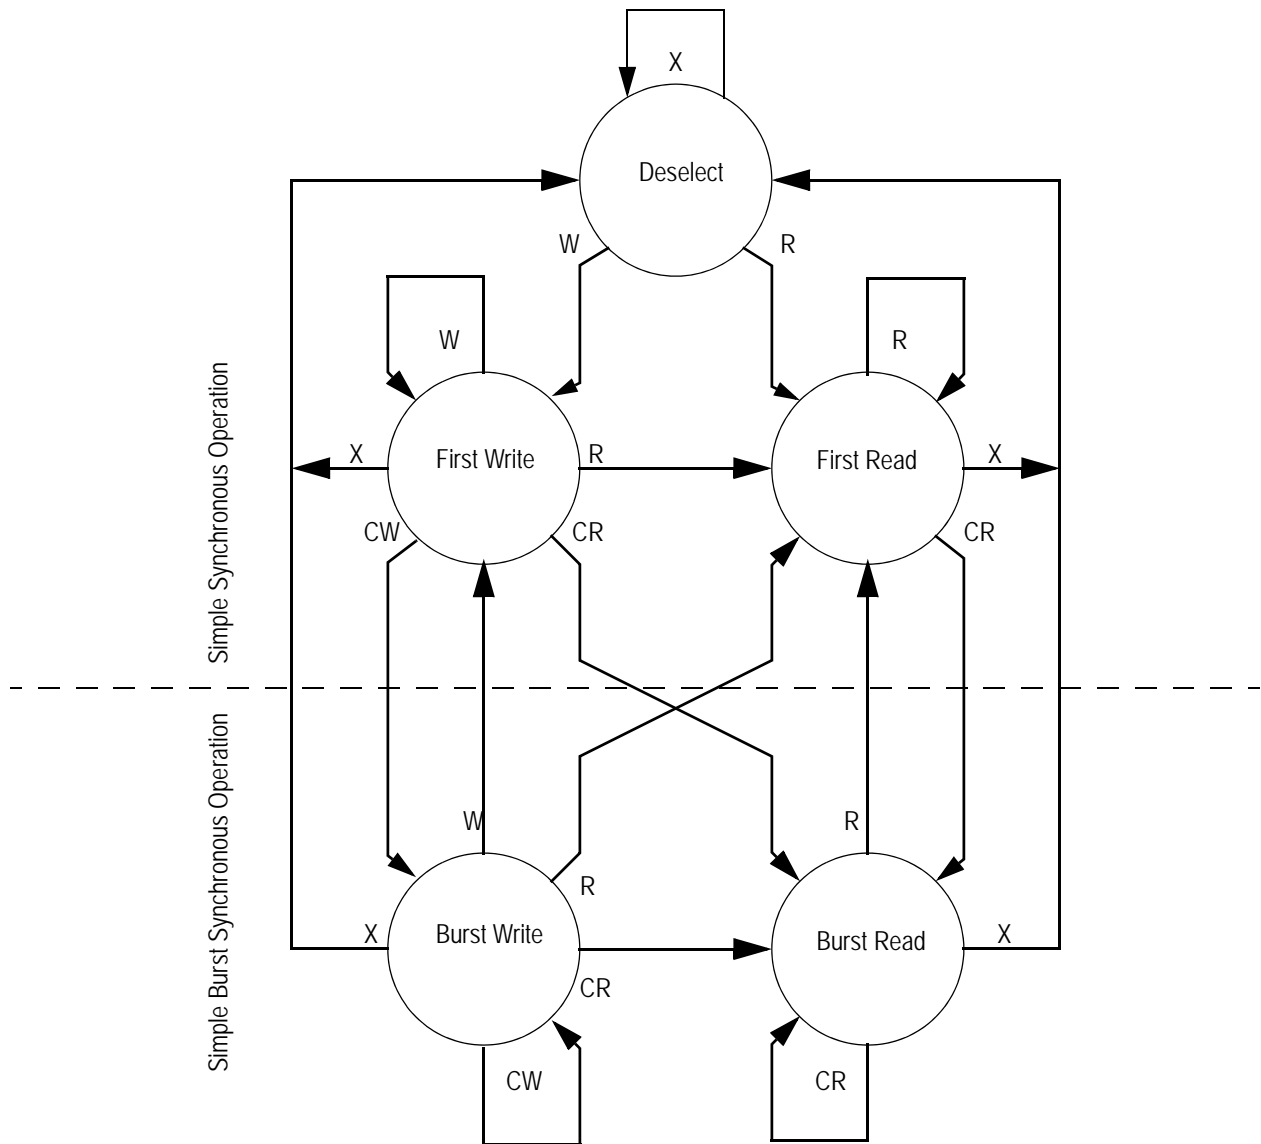 X
Deselect
W
R
W
R
Simple Synchronous Operation
X
First Write
R
First Read
X
CW
CR
CR
W
R
Simple Burst Synchronous Operation
R
X
Burst Write
Burst Read
X
CR
CW
CR